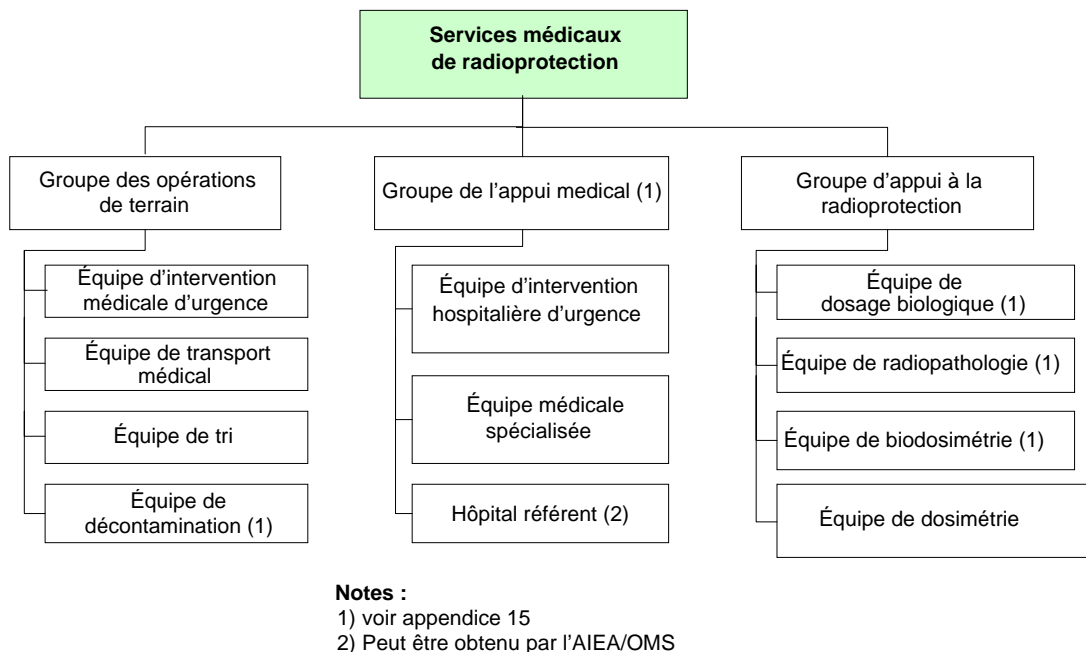 Services médicaux
de radioprotection
Groupe des opérations
de terrain
Groupe de l'appui medical (1)
Groupe d'appui à la
radioprotection
Équipe d'intervention
médicale d'urgence
Équipe de transport
médical
Équipe de tri
Équipe de
décontamination (1)
Équipe d'intervention
hospitalière d'urgence
Équipe médicale
spécialisée
Hôpital référent (2)
Équipe de
dosage biologique (1)
Équipe de radiopathologie (1)
Équipe de biodosimétrie (1)
Équipe de dosimétrie
Notes :
1) voir appendice 15
2) Peut être obtenu par l'AIEA/OMS